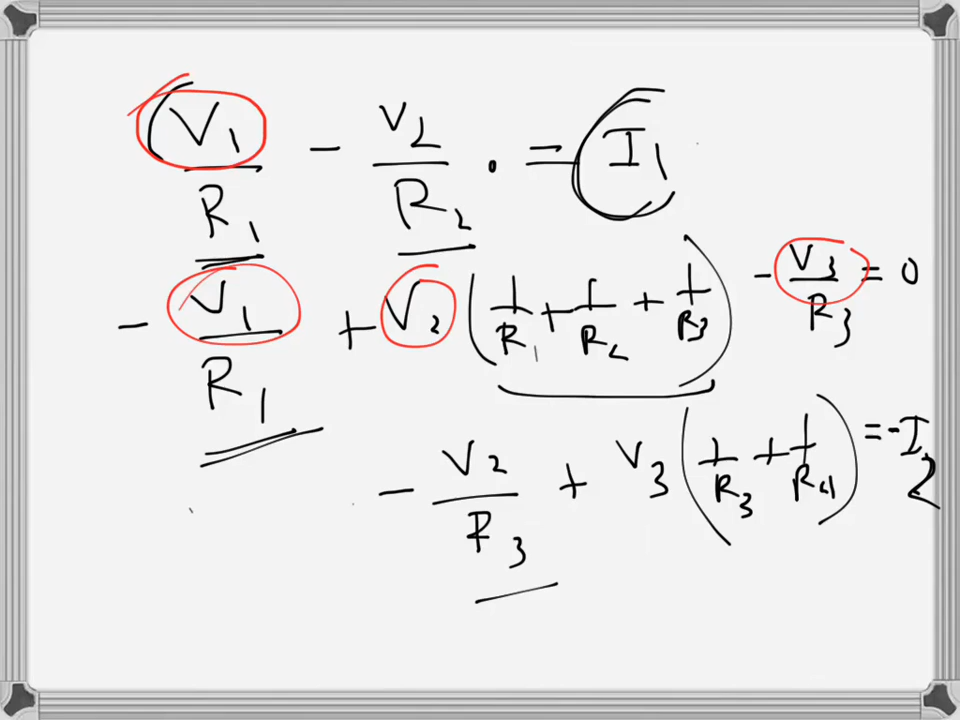 V1/R1 - V2/R2 . = I1
- V1/R1 + V2 (1/R1 + 1/R2 + 1/R3) - V3/R3 = 0
- V2/R3 + V3 (1/R3 + 1/R4) = -I2